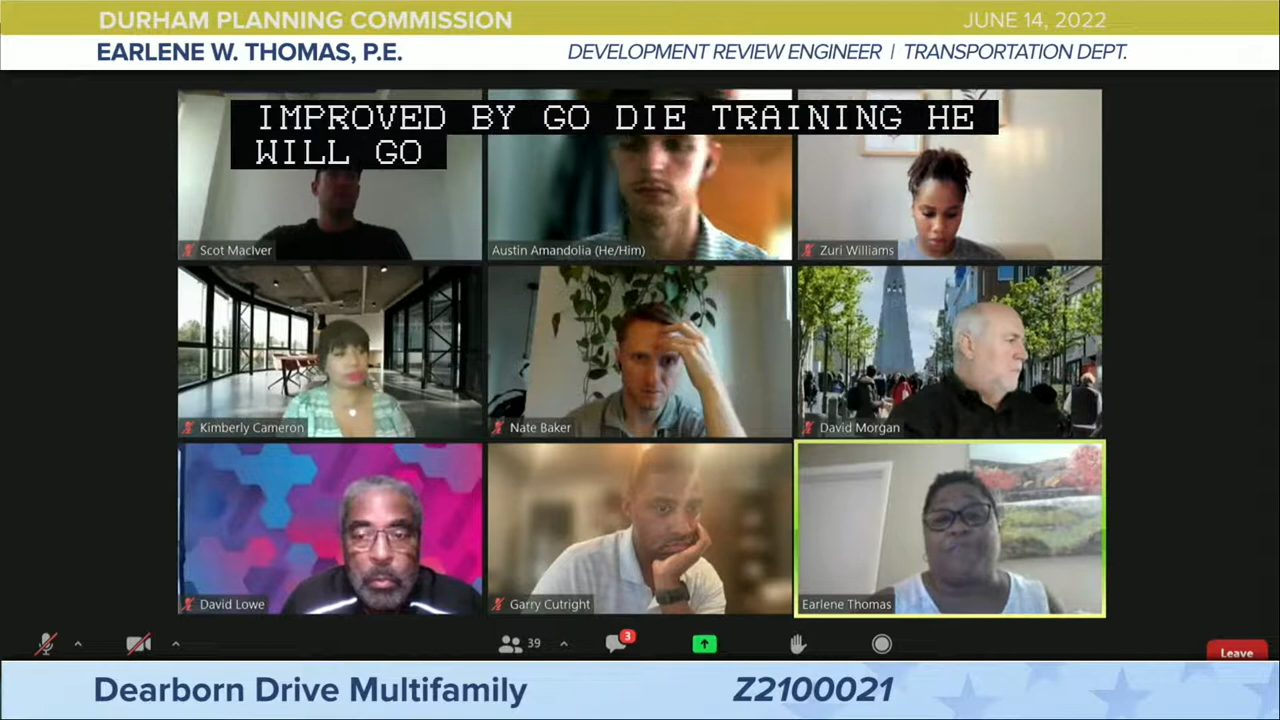 DURHAM PLANNING COMMISSION
JUNE 14, 2022
EARLENE W. THOMAS, P.E.
DEVELOPMENT REVIEW ENGINEER | TRANSPORTATION DEPT.
IMPROVED BY GO DIE TRAINING HE
WILL GO
Scot MacIver
Austin Amandolia (He/Him)
Zuri Williams
Kimberly Cameron
Nate Baker
David Morgan
David Lowe
Garry Cutright
Earlene Thomas
39
3
Leave
Dearborn Drive Multifamily
Z2100021